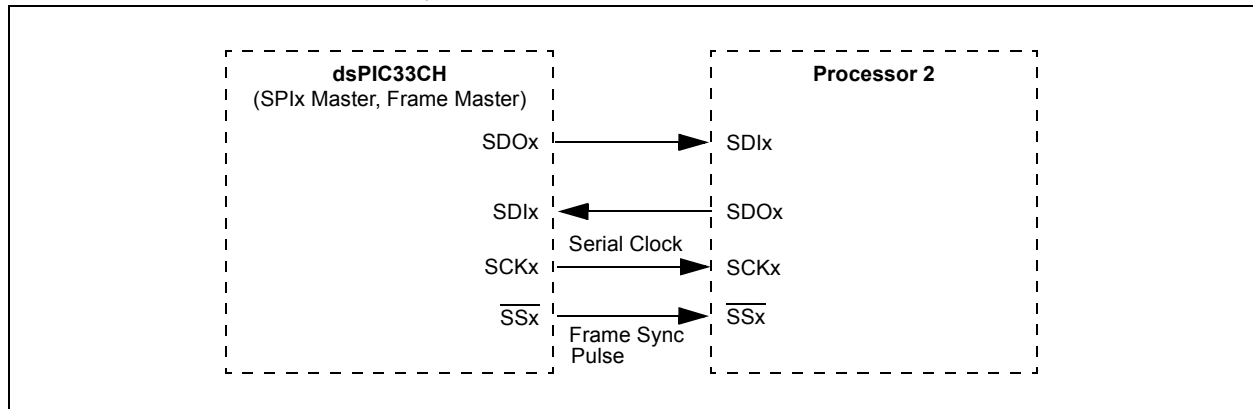 dsPIC33CH
(SPIx Master, Frame Master)
Processor 2
SDOx
SDIx
SDIx
SDOx
Serial Clock
SCKx
SCKx
SSx
SSx
Frame Sync
Pulse